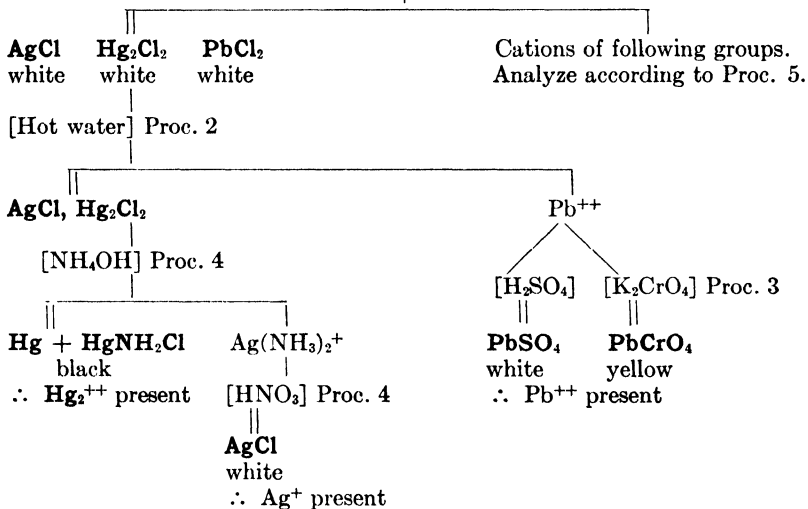 AgCl Hg₂Cl₂ PbCl₂ Cations of following groups.
white white white Analyze according to Proc. 5.
[Hot water] Proc. 2
AgCl, Hg₂Cl₂ Pb⁺⁺
[NH₄OH] Proc. 4
[H₂SO₄] [K₂CrO₄] Proc. 3
Hg + HgNH₂Cl Ag(NH₃)₂⁺ PbSO₄ PbCrO₄
black white yellow
∴ Hg₂⁺⁺ present [HNO₃] Proc. 4 ∴ Pb⁺⁺ present
AgCl
white
∴ Ag⁺ present